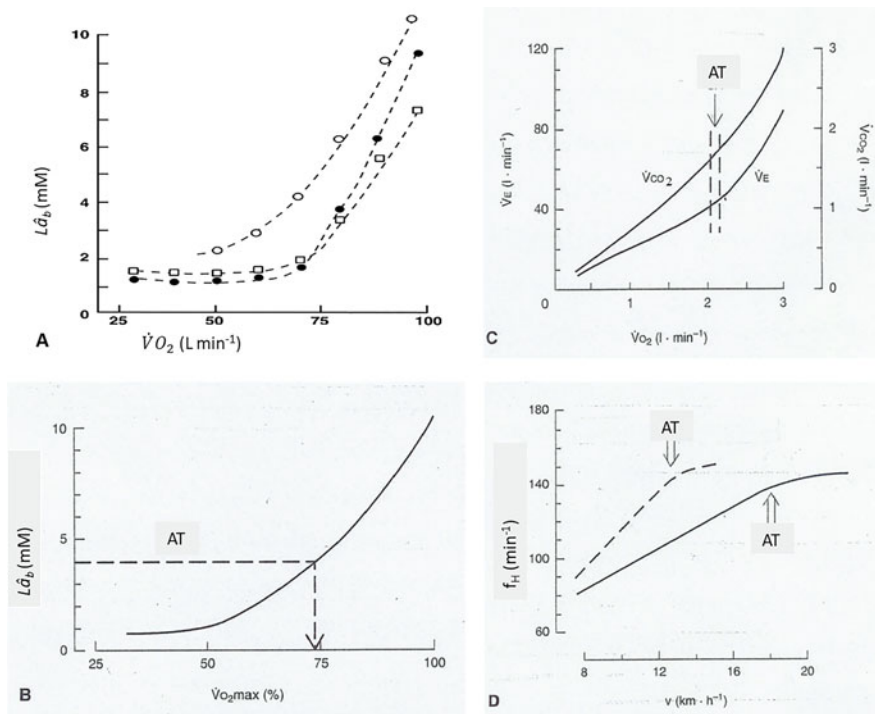 10
8
6
4
2
0
Lâb (mM)
25
50
75
100
A
V̇O2 (L min⁻¹)
120
80
40
0
V̇E (l · min⁻¹)
AT
V̇CO2
V̇E
3
2
1
0
V̇CO2 (l · min⁻¹)
1
2
3
C
V̇O2 (l · min⁻¹)
10
5
0
Lâb (mM)
AT
25
50
75
100
B
V̇O2max (%)
180
140
100
60
fH (min⁻¹)
AT
AT
8
12
16
20
D
v (km · h⁻¹)